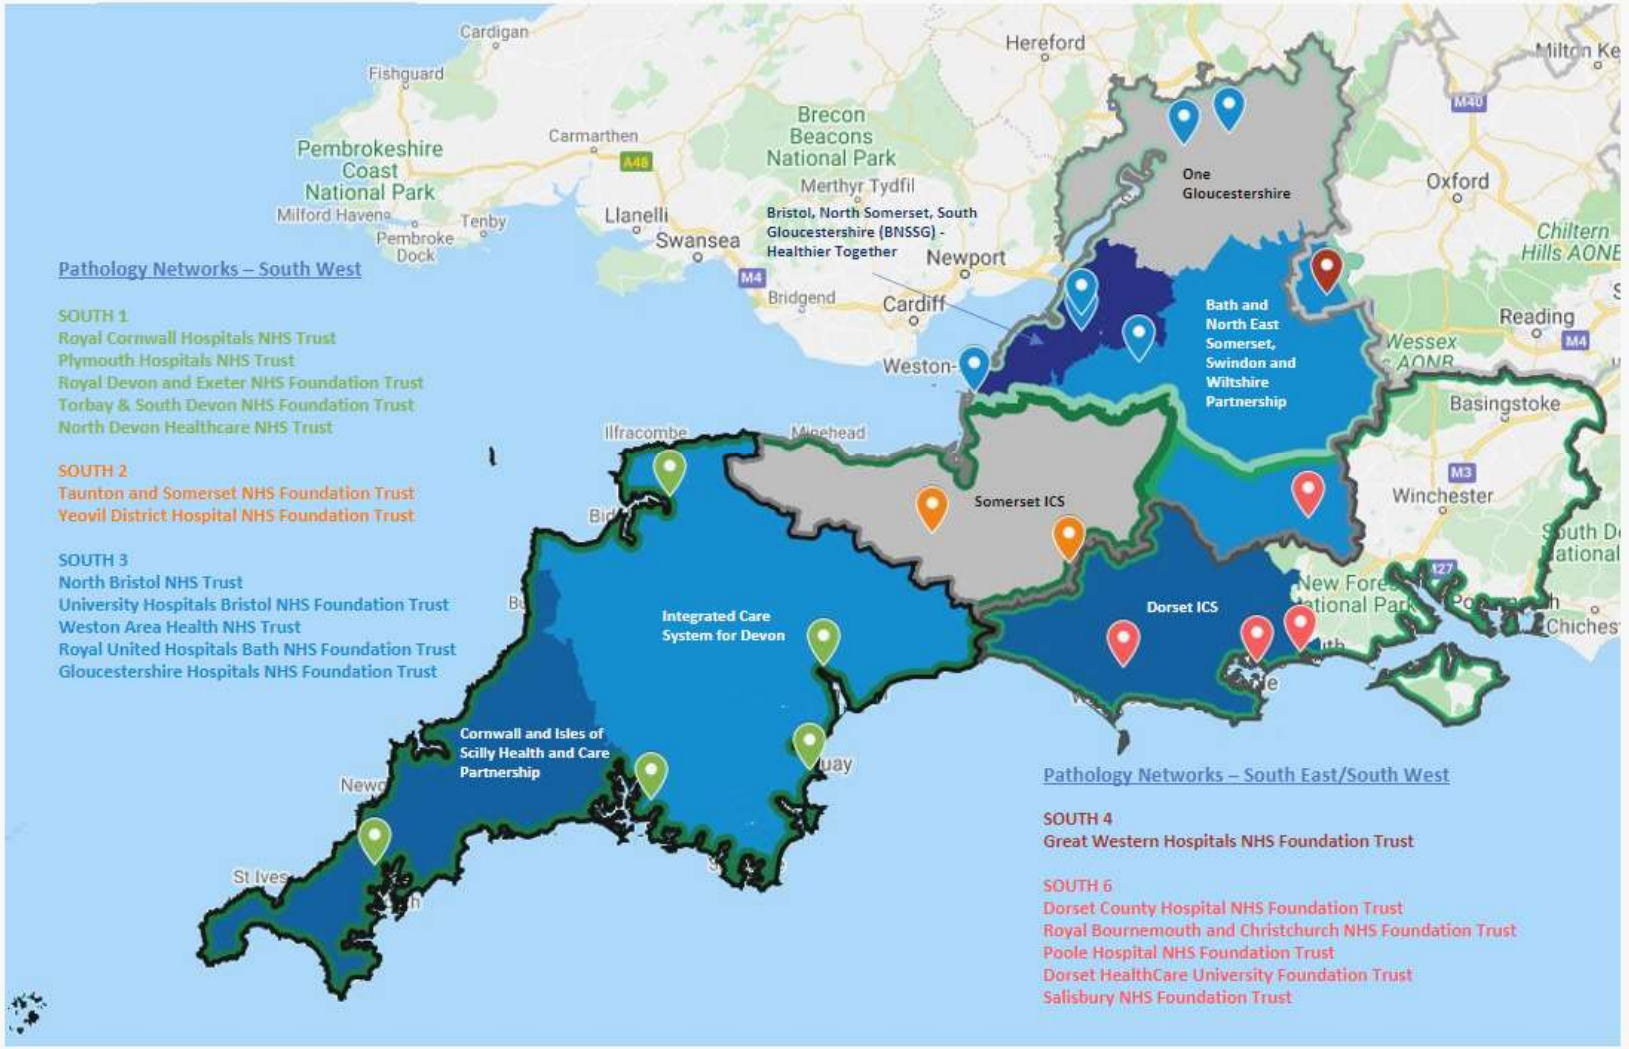 Cardigan
Hereford
Milton Ke
Fishguard
M40
Brecon
Beacons
National Park
Carmarthen
A48
Pembrokeshire
Coast
National Park
Merthyr Tydfil
One
Gloucestershire
Oxford
Milford Haven
Tenby
Llanelli
Pembroke
Dock
Swansea
Bristol, North Somerset, South
Gloucestershire (BNSSG) -
Healthier Together
Newport
Chiltern
Hills AONB
M4
Bridgend
Cardiff
Pathology Networks – South West
SOUTH 1
Royal Cornwall Hospitals NHS Trust
Plymouth Hospitals NHS Trust
Royal Devon and Exeter NHS Foundation Trust
Torbay & South Devon NHS Foundation Trust
North Devon Healthcare NHS Trust
SOUTH 2
Taunton and Somerset NHS Foundation Trust
Yeovil District Hospital NHS Foundation Trust
SOUTH 3
North Bristol NHS Trust
University Hospitals Bristol NHS Foundation Trust
Weston Area Health NHS Trust
Royal United Hospitals Bath NHS Foundation Trust
Gloucestershire Hospitals NHS Foundation Trust
Bath and
North East
Somerset,
Swindon and
Wiltshire
Partnership
Reading
M4
Wessex
AONB
Weston-
Basingstoke
Ilfracombe
Minehead
M3
Winchester
Somerset ICS
Bid
South D
National
Integrated Care
System for Devon
Dorset ICS
New Fore
National Park
Chiches
Cornwall and Isles of
Scilly Health and Care
Partnership
Newq
quay
St Ives
Pathology Networks – South East/South West
SOUTH 4
Great Western Hospitals NHS Foundation Trust
SOUTH 6
Dorset County Hospital NHS Foundation Trust
Royal Bournemouth and Christchurch NHS Foundation Trust
Poole Hospital NHS Foundation Trust
Dorset HealthCare University Foundation Trust
Salisbury NHS Foundation Trust